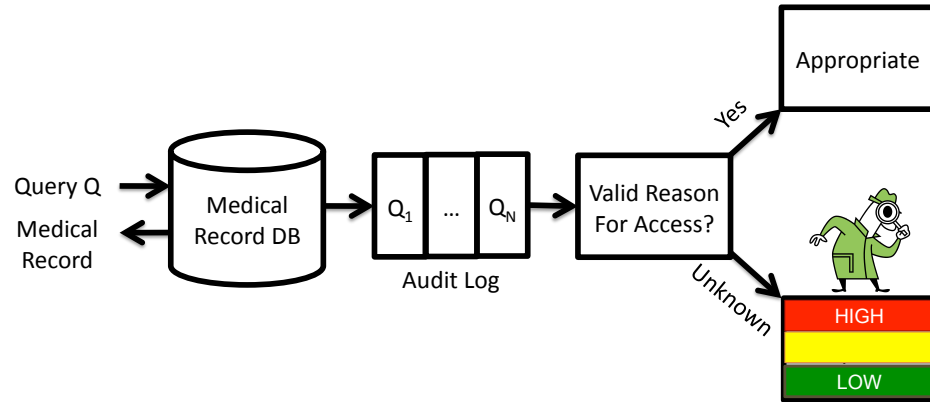 Query Q
Medical
Record
Medical
Record DB
Q1 ... QN
Audit Log
Valid Reason
For Access?
Yes
Appropriate
Unknown
HIGH
LOW